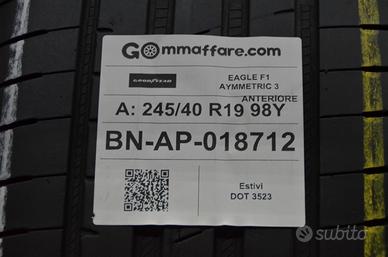 GOmmaffare.com
GOODYEAR
EAGLE F1
AYMMETRIC 3
ANTERIORE
A: 245/40 R19 98Y
BN-AP-018712
Estivi
DOT 3523
subito